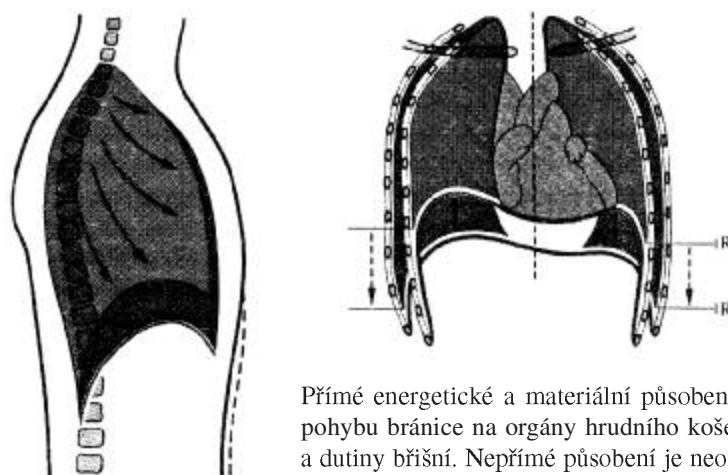 R
R
Přímé energetické a materiální působen
pohybu bránice na orgány hrudního koše
a dutiny břišní. Nepřímé působení je neo